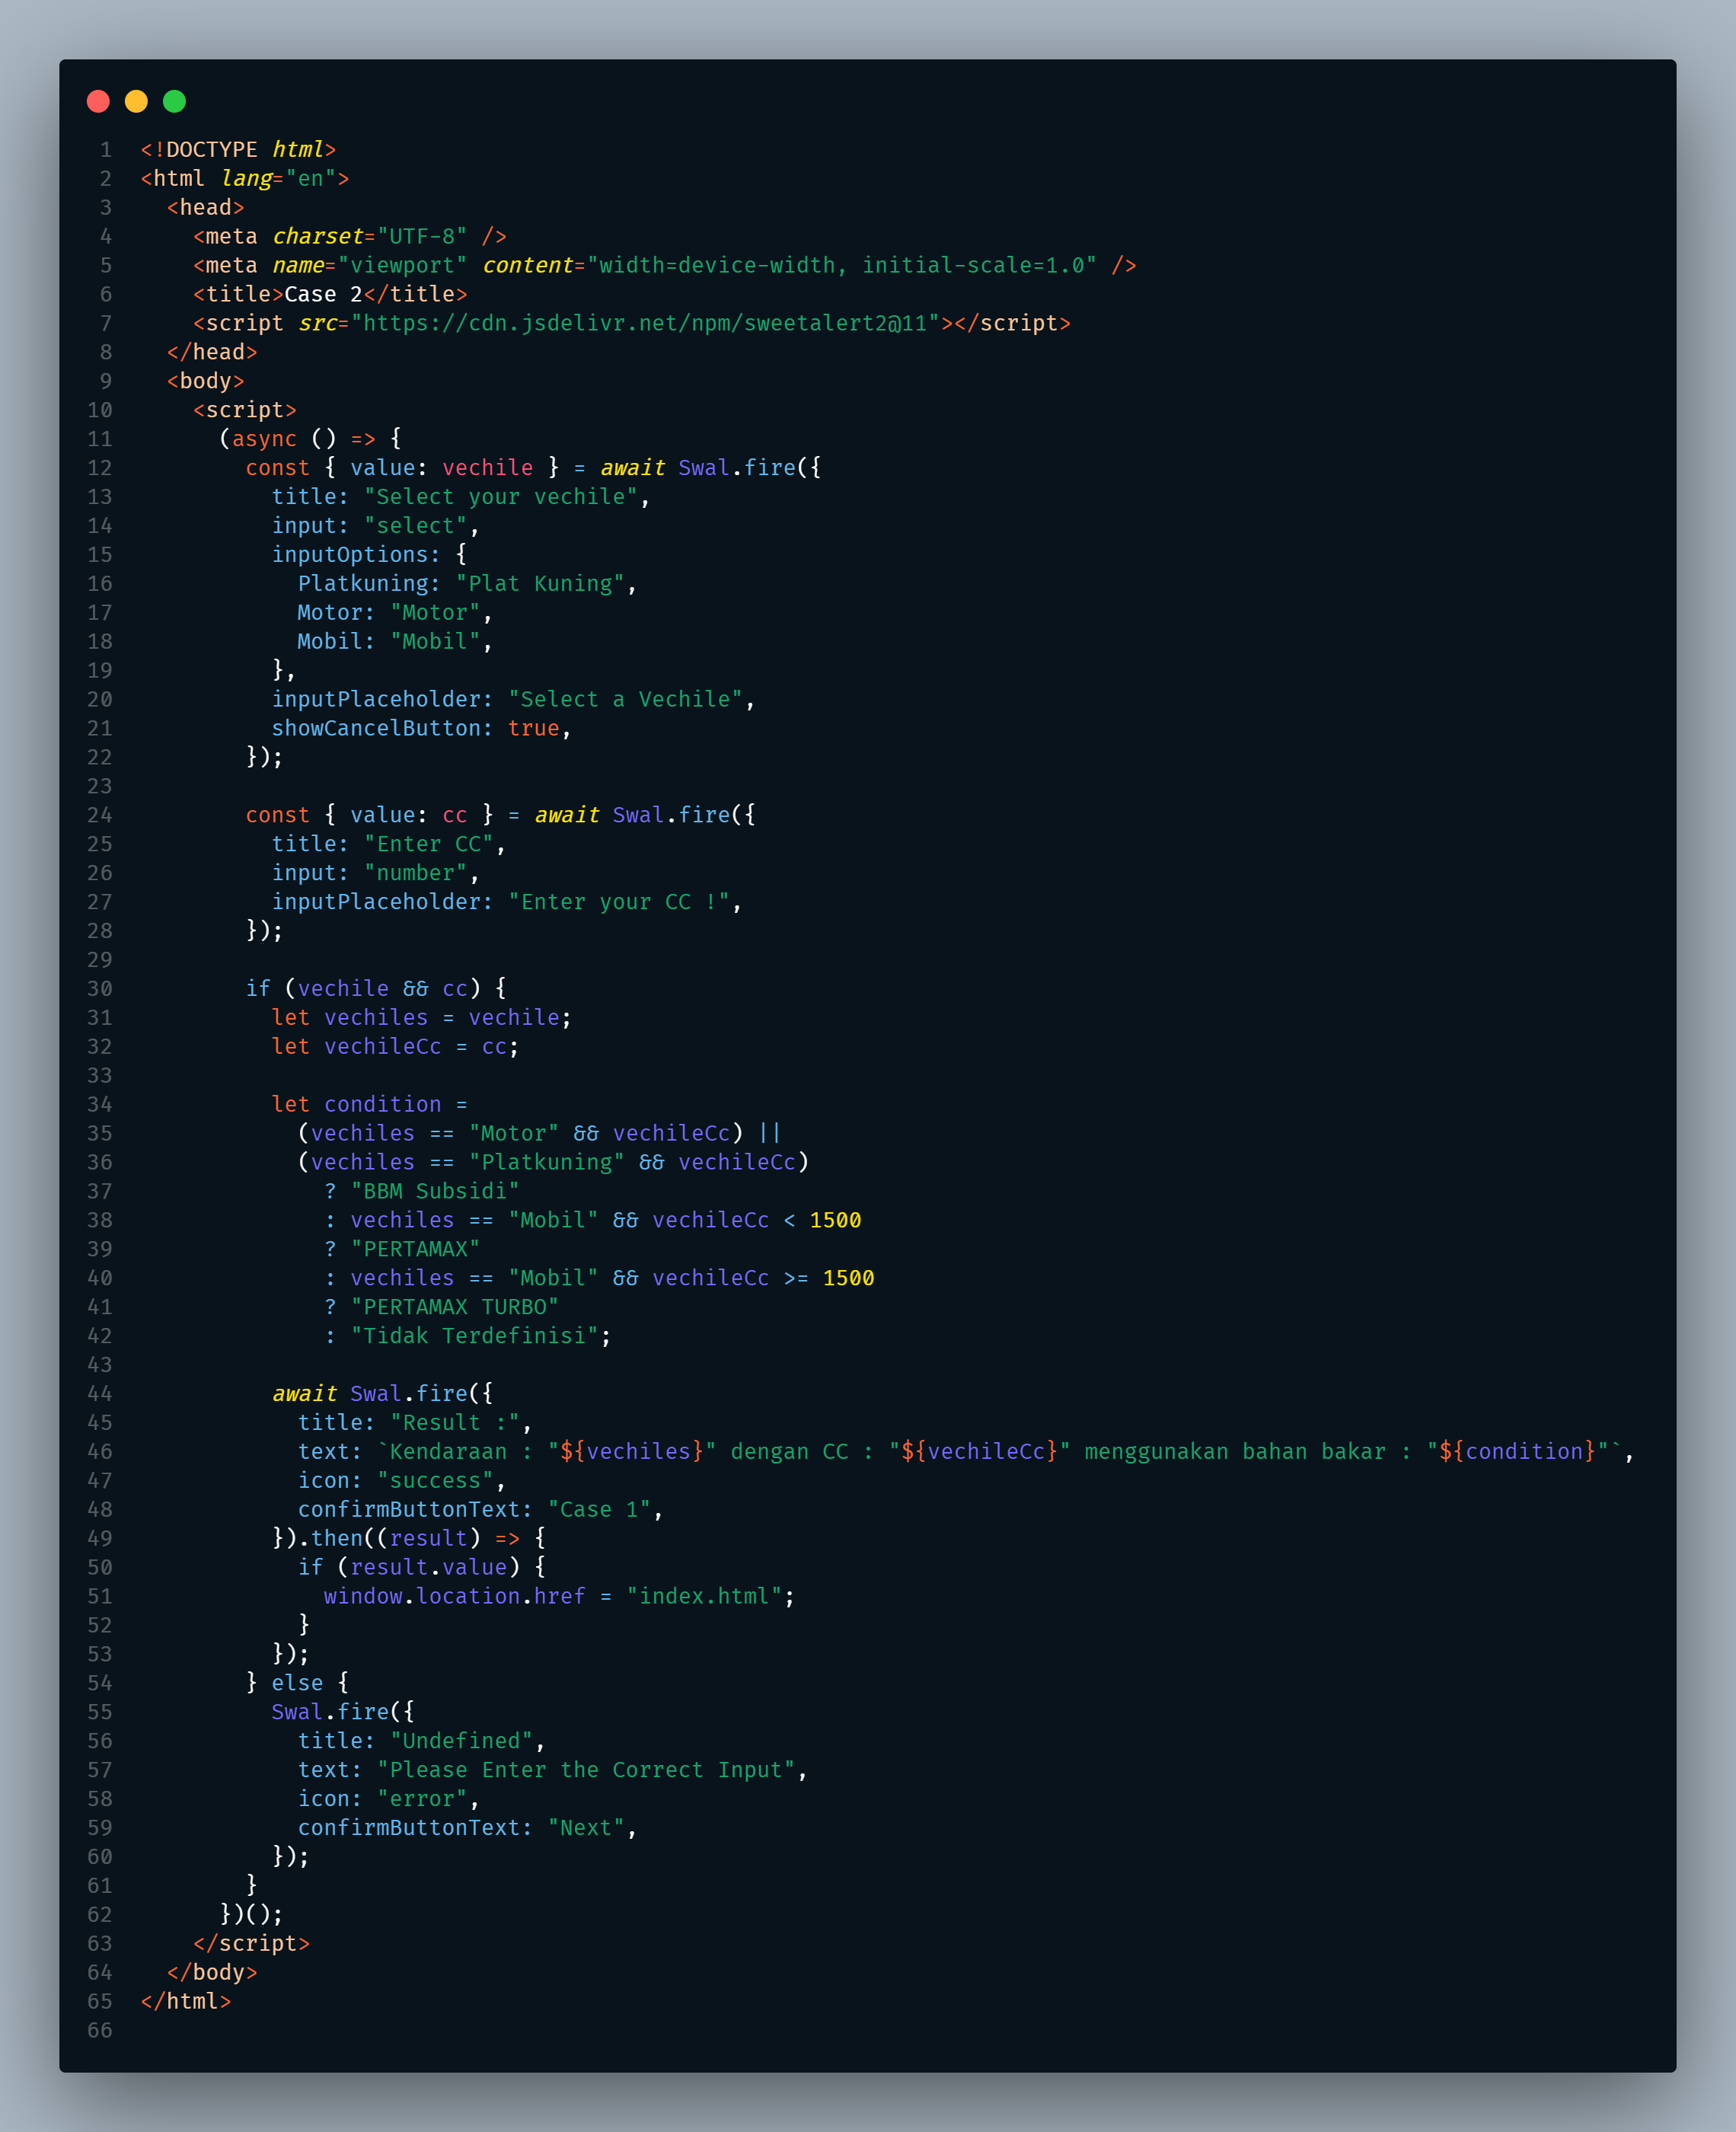 1 <!DOCTYPE html>
2 <html lang="en">
3   <head>
4     <meta charset="UTF-8" />
5     <meta name="viewport" content="width=device-width, initial-scale=1.0" />
6     <title>Case 2</title>
7     <script src="https://cdn.jsdelivr.net/npm/sweetalert2@11"></script>
8   </head>
9   <body>
10     <script>
11       (async () => {
12         const { value: vechile } = await Swal.fire({
13           title: "Select your vechile",
14           input: "select",
15           inputOptions: {
16             Platkuning: "Plat Kuning",
17             Motor: "Motor",
18             Mobil: "Mobil",
19           },
20           inputPlaceholder: "Select a Vechile",
21           showCancelButton: true,
22         });
23
24         const { value: cc } = await Swal.fire({
25           title: "Enter CC",
26           input: "number",
27           inputPlaceholder: "Enter your CC !",
28         });
29
30         if (vechile && cc) {
31           let vechiles = vechile;
32           let vechileCc = cc;
33
34           let condition =
35             (vechiles == "Motor" && vechileCc) ||
36             (vechiles == "Platkuning" && vechileCc)
37               ? "BBM Subsidi"
38               : vechiles == "Mobil" && vechileCc < 1500
39               ? "PERTAMAX"
40               : vechiles == "Mobil" && vechileCc >= 1500
41               ? "PERTAMAX TURBO"
42               : "Tidak Terdefinisi";
43
44           await Swal.fire({
45             title: "Result :",
46             text: `Kendaraan : "${vechiles}" dengan CC : "${vechileCc}" menggunakan bahan bakar : "${condition}"`,
47             icon: "success",
48             confirmButtonText: "Case 1",
49           }).then((result) => {
50             if (result.value) {
51               window.location.href = "index.html";
52             }
53           });
54         } else {
55           Swal.fire({
56             title: "Undefined",
57             text: "Please Enter the Correct Input",
58             icon: "error",
59             confirmButtonText: "Next",
60           });
61         }
62       })();
63     </script>
64   </body>
65 </html>
66